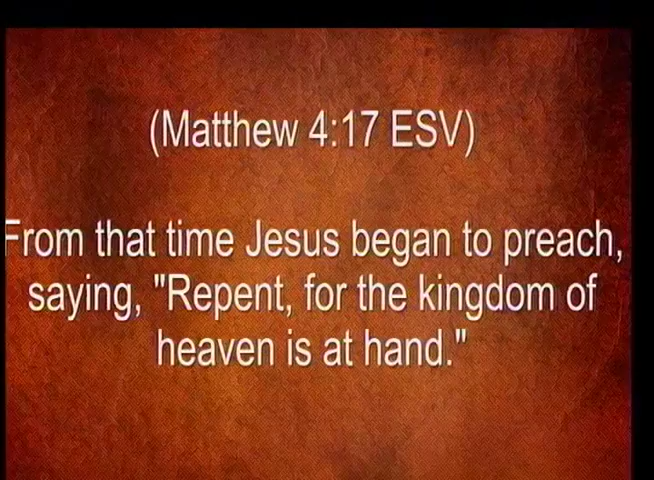 (Matthew 4:17 ESV)
From that time Jesus began to preach,
saying, "Repent, for the kingdom of
heaven is at hand."